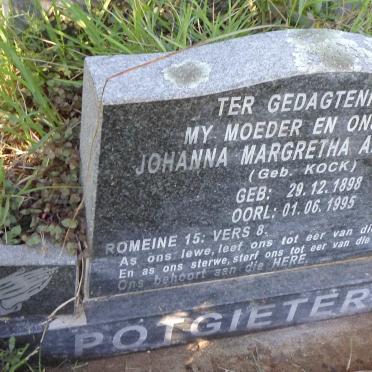 TER GEDAGTENI
MY MOEDER EN ON
JOHANNA MARGRETHA A
(Geb. KOCK)
GEB: 29.12.1898
OORL: 01.06.1995
ROMEINE 15: VERS 8.
As ons lewe, leef ons tot eer van die
En as ons sterwe, sterf ons tot eer van die
Ons behoort aan die HERE.
POTGIETER